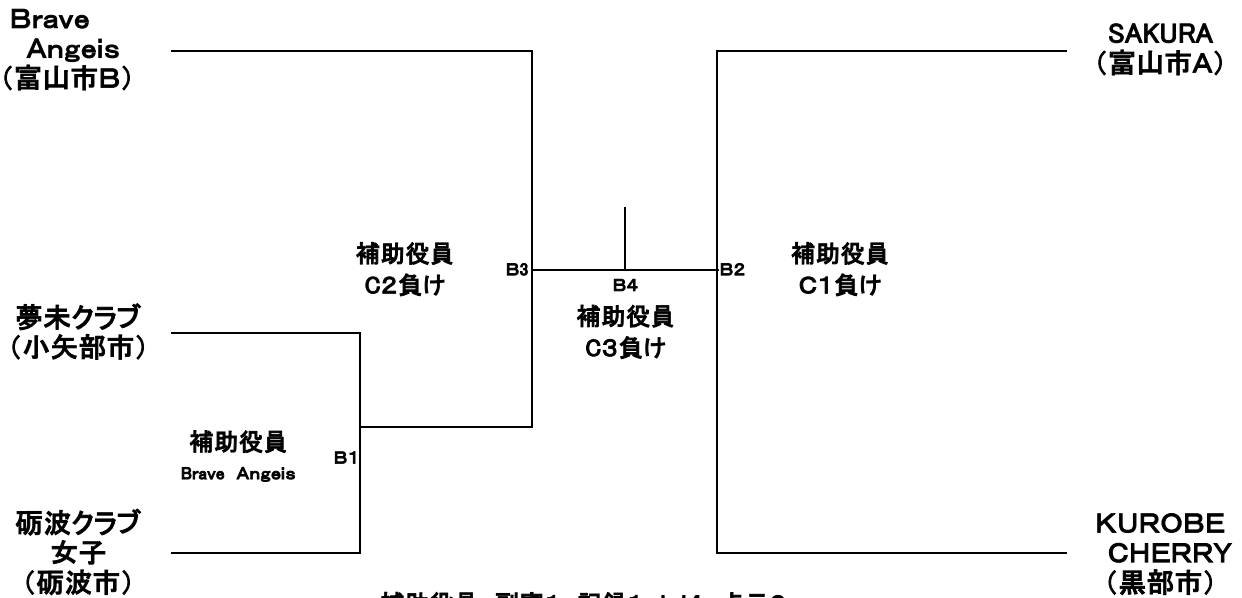 Brave
Angeis
（富山市B）
SAKURA
（富山市A）
補助役員
C2負け
B3
B4
補助役員
C3負け
B2
補助役員
C1負け
夢未クラブ
（小矢部市）
補助役員
Brave Angeis
B1
砺波クラブ
女子
（砺波市）
KUROBE
CHERRY
（黒部市）